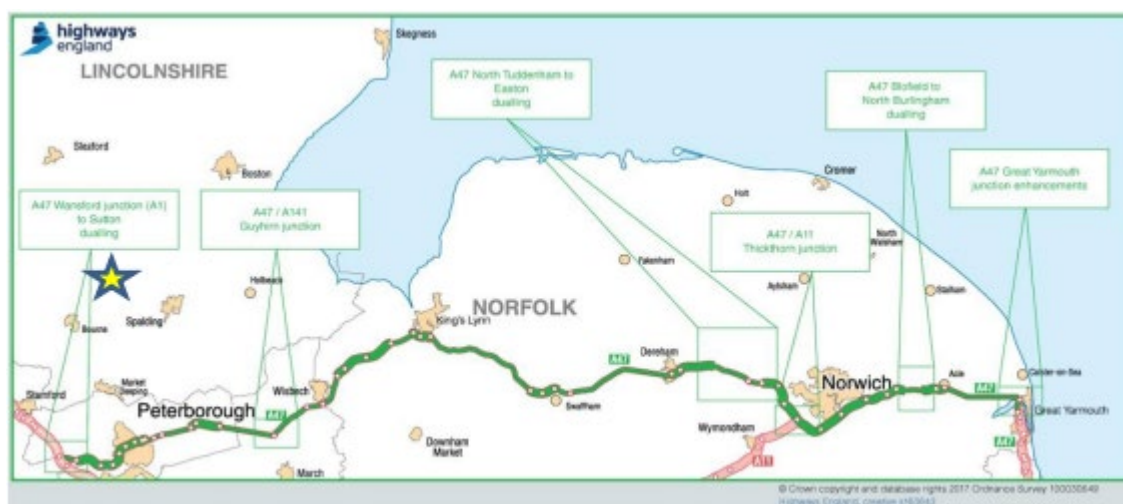 highways
england
LINCOLNSHIRE
Skegness
A47 North Tuddenham to
Easton
dualling
A47 Blofield to
North Burlingham
dualling
Sleaford
Boston
Cromer
A47 Great Yarmouth
junction enhancements
A47 Wansford junction (A1)
to Sutton
dualling
A47 / A141
Guyhirn junction
Holt
A47 / A11
Thickthorn junction
North
Walsham
Fakenham
Aylsham
Stalham
Holbeach
Spalding
Bourne
NORFOLK
King's Lynn
Dereham
A47
Market
Deeping
Wisbech
Norwich
Acle
A47
Caister-on-Sea
Stamford
Peterborough
A47
Swaffham
Great Yarmouth
Wymondham
Downham
Market
A11
A47
March
© Crown copyright and database rights 2017 Ordnance Survey 100030649